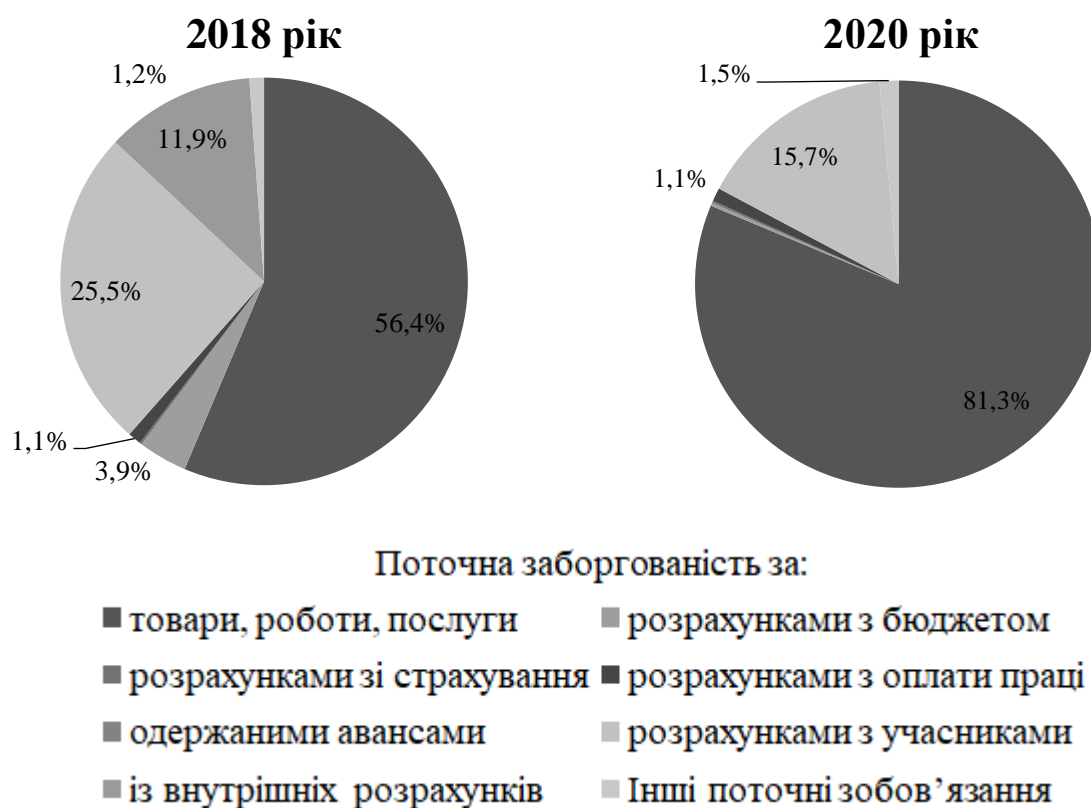 2018 рік
2020 рік
1,2%
11,9%
25,5%
56,4%
1,1%
3,9%
1,5%
15,7%
1,1%
81,3%
Поточна заборгованість за:
товари, роботи, послуги
розрахунками з бюджетом
розрахунками зі страхування
розрахунками з оплати праці
одержаними авансами
розрахунками з учасниками
із внутрішніх розрахунків
Інші поточні зобов’язання